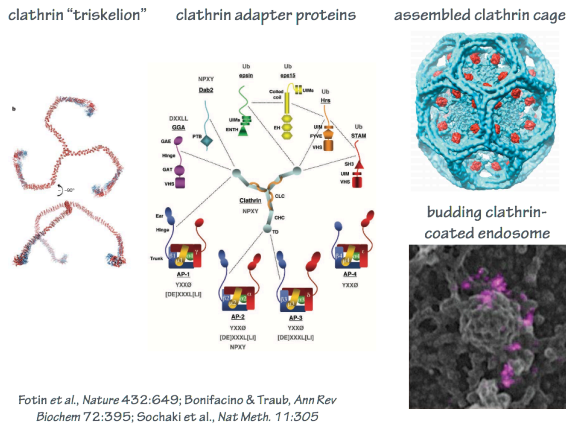 clathrin “triskelion”
clathrin adapter proteins
assembled clathrin cage
b
~90°
NPXY
Dab2
PTB
Ub
epsin
UIMs
ENTH
Ub
eps15
Coiled
coil
UIMs
EH
Ub
Hrs
UIM
FYVE
VHS
Ub
STAM
SH3
UIM
VHS
DXXLL
GGA
GAE
Hinge
GAT
VHS
Clathrin
NPXY
CLC
CHC
TD
Ear
Hinge
Trunk
AP-1
YXXØ
[DE]XXXL[LI]
AP-2
YXXØ
[DE]XXXL[LI]
NPXY
AP-3
YXXØ
[DE]XXXL[LI]
AP-4
YXXØ
budding clathrin-
coated endosome
Fotin et al., Nature 432:649; Bonifacino & Traub, Ann Rev
Biochem 72:395; Sochaki et al., Nat Meth. 11:305